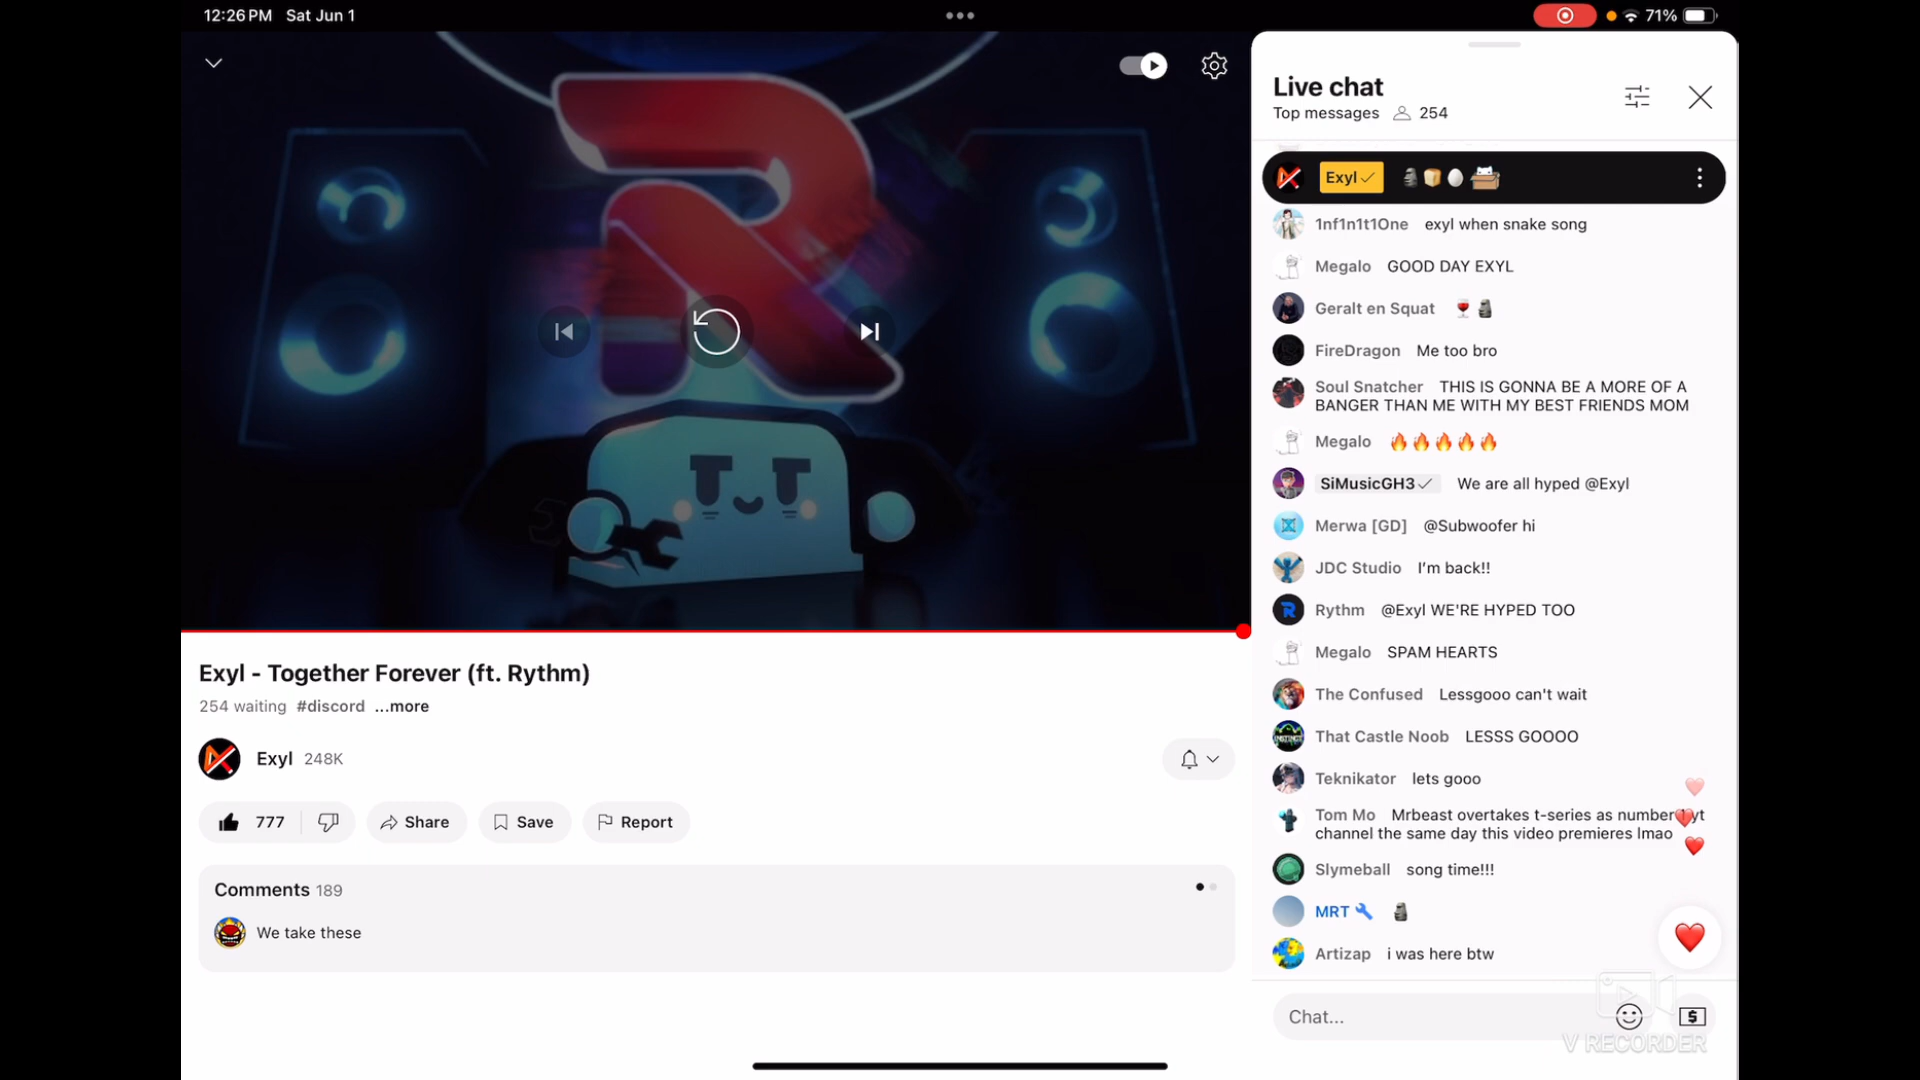 12:26 PM Sat Jun 1
71%
Live chat
Top messages 254
Exyl
1nf1n1t1One exyl when snake song
Megalo GOOD DAY EXYL
Geralt en Squat
FireDragon Me too bro
Soul Snatcher THIS IS GONNA BE A MORE OF A
BANGER THAN ME WITH MY BEST FRIENDS MOM
Megalo
SiMusicGH3 We are all hyped @Exyl
Merwa [GD] @Subwoofer hi
JDC Studio I'm back!!
Rythm @Exyl WE'RE HYPED TOO
Megalo SPAM HEARTS
The Confused Lessgooo can't wait
That Castle Noob LESSS GOOOO
Teknikator lets gooo
Tom Mo Mrbeast overtakes t-series as number yt
channel the same day this video premieres lmao
Slymeball song time!!!
MRT
Artizap i was here btw
Chat...
V RECORDER
Exyl - Together Forever (ft. Rythm)
254 waiting #discord ...more
Exyl 248K
777 Share Save Report
Comments 189
We take these